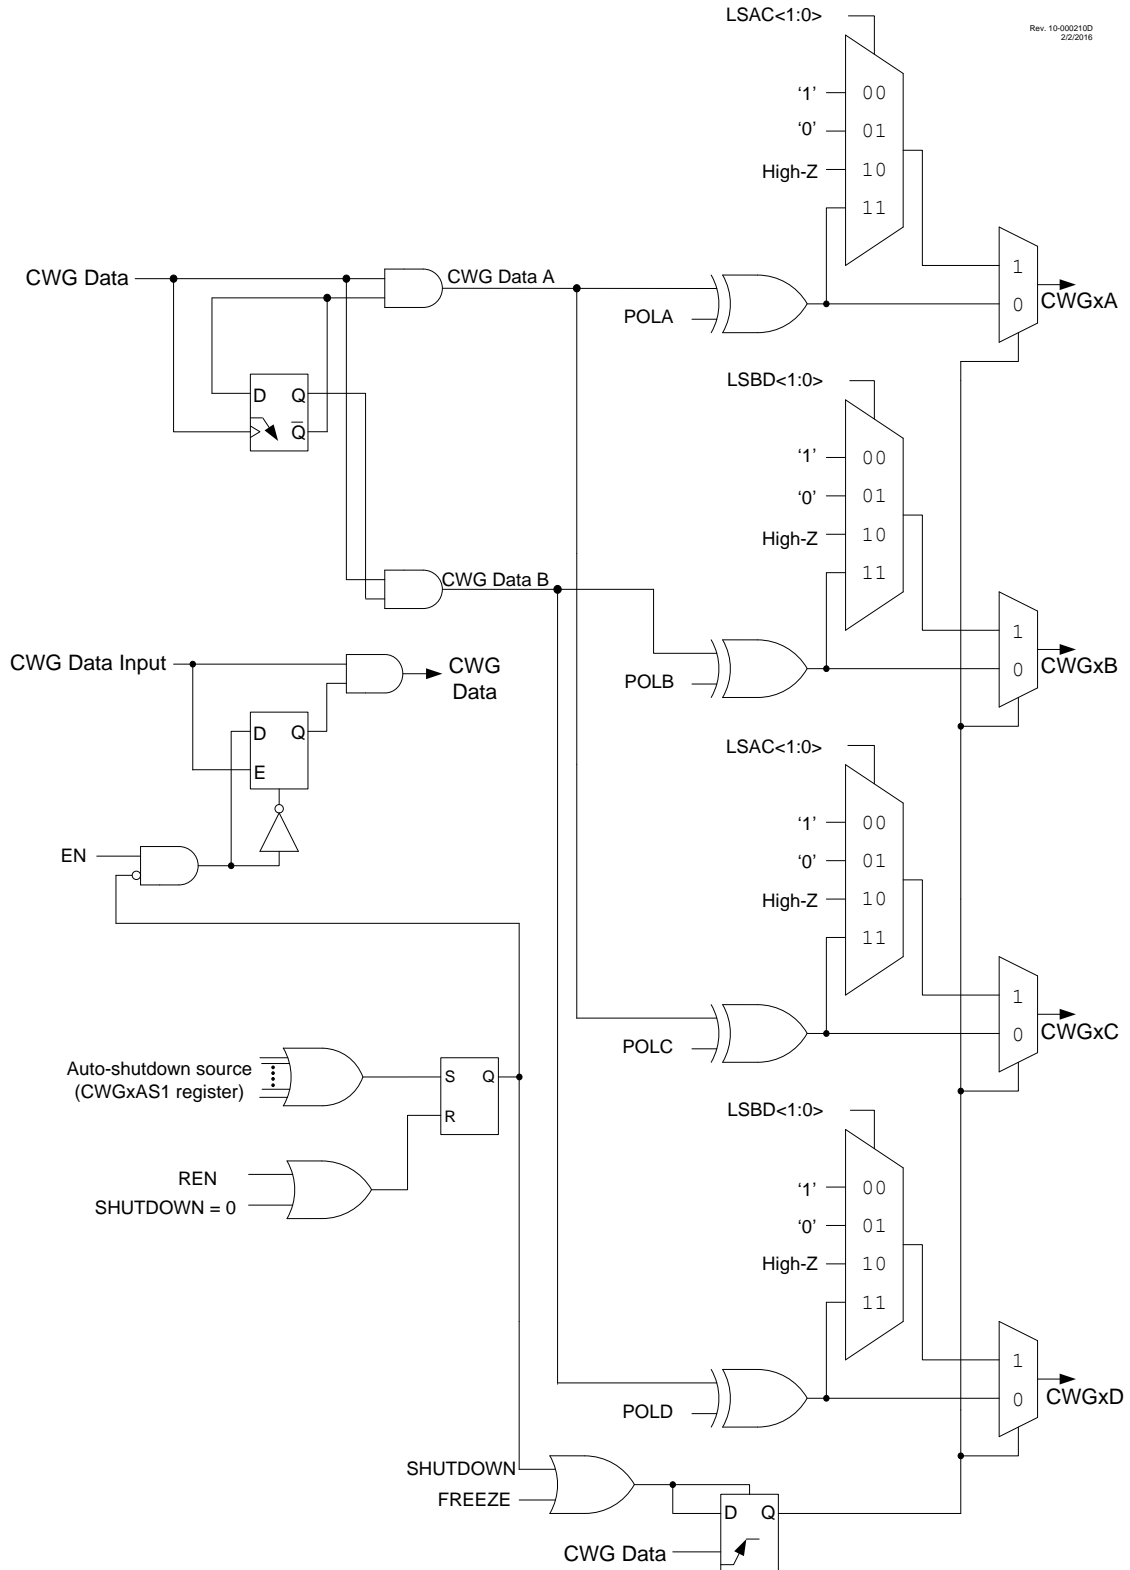 LSAC<1:0>
Rev. 10-000210D
2/2/2016
'1'
00
'0'
01
High-Z
10
11
CWG Data
CWG Data A
1
0
CWGxA
POLA
D
Q
Q
LSBD<1:0>
'1'
00
'0'
01
High-Z
10
11
CWG Data B
1
0
CWGxB
POLB
CWG Data Input
CWG
Data
D
Q
E
LSAC<1:0>
'1'
00
'0'
01
High-Z
10
11
EN
1
0
CWGxC
POLC
Auto-shutdown source
(CWGxAS1 register)
S
Q
R
LSBD<1:0>
REN
SHUTDOWN = 0
'1'
00
'0'
01
High-Z
10
11
1
0
CWGxD
POLD
SHUTDOWN
FREEZE
D
Q
CWG Data